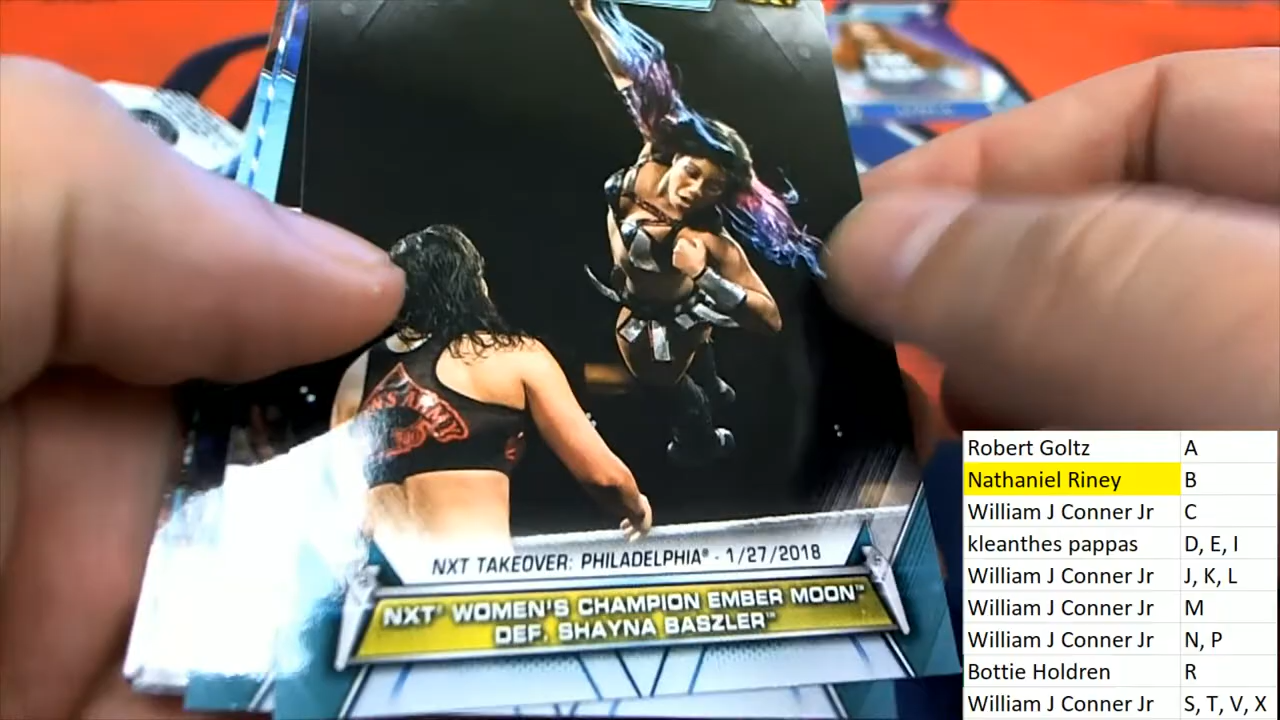 NXT TAKEOVER: PHILADELPHIA® - 1/27/2018
NXT® WOMEN'S CHAMPION EMBER MOON™
DEF. SHAYNA BASZLER™
Robert Goltz A
Nathaniel Riney B
William J Conner Jr C
kleanthes pappas D, E, I
William J Conner Jr J, K, L
William J Conner Jr M
William J Conner Jr N, P
Bottie Holdren R
William J Conner Jr S, T, V, X